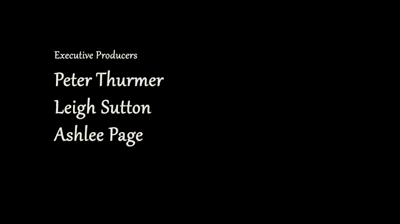 Executive Producers
Peter Thurmer
Leigh Sutton
Ashlee Page